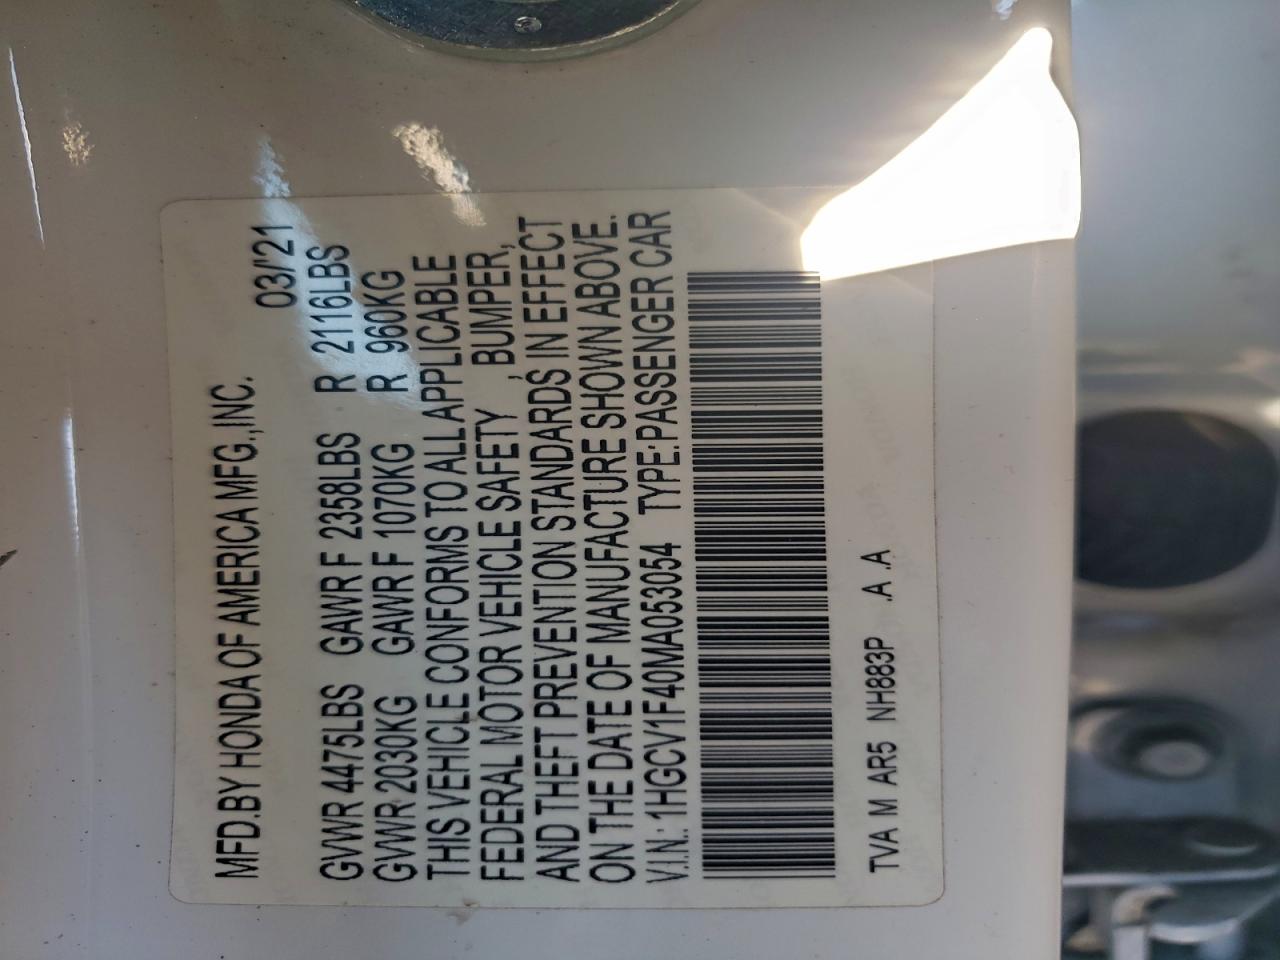 MFD.BY HONDA OF AMERICA MFG.,INC. 03/'21
GVWR 4475LBS GAWR F 2358LBS R 2116LBS
GVWR 2030KG GAWR F 1070KG R 960KG
THIS VEHICLE CONFORMS TO ALL APPLICABLE
FEDERAL MOTOR VEHICLE SAFETY , BUMPER,
AND THEFT PREVENTION STANDARDS IN EFFECT
ON THE DATE OF MANUFACTURE SHOWN ABOVE.
V.I.N.: 1HGCV1F40MA053054 TYPE:PASSENGER CAR
TVA M AR5 NH883P .A .A